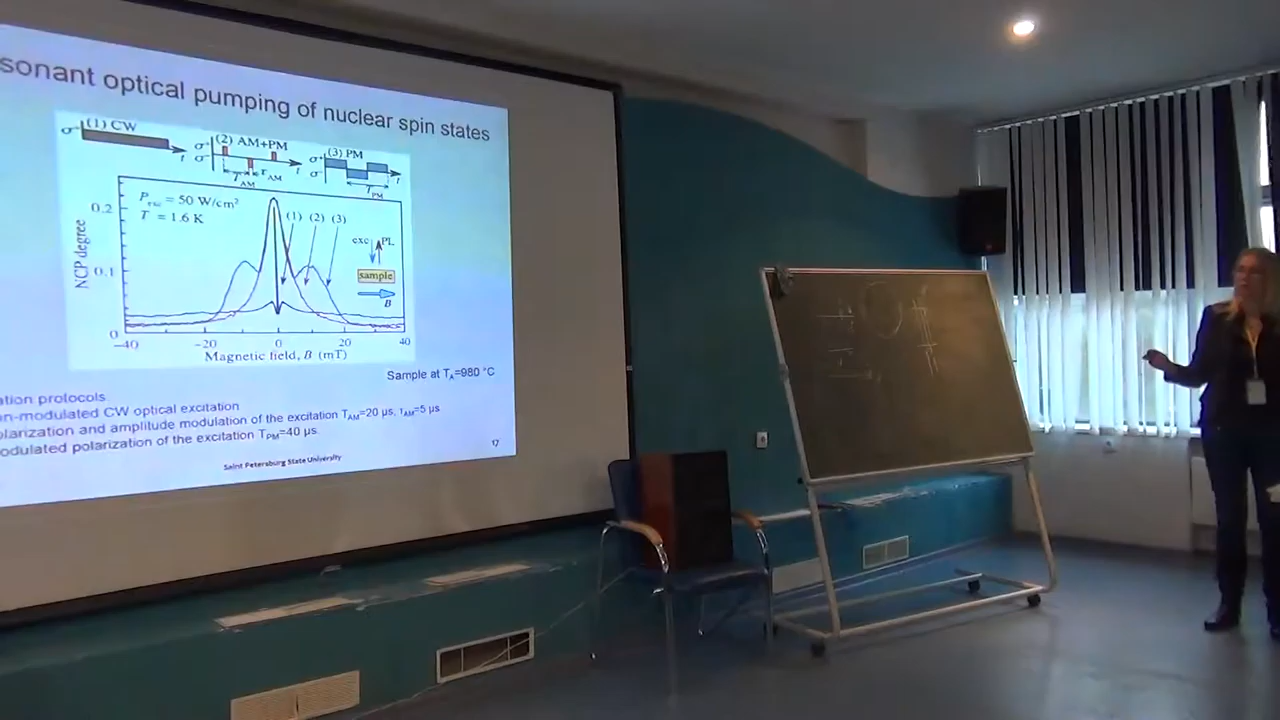 sonant optical pumping of nuclear spin states
(1) CW
(2) AM+PM
(3) PM
σ⁺
σ⁺
σ⁻
σ⁺
σ⁻
t
t
t
T_AM
τ_AM
T_PM
P_exc = 50 W/cm²
T = 1.6 K
(1) (2) (3)
exc
PL
sample
B
NCP degree
0.2
0.1
0
−40
−20
0
20
40
Magnetic field, B (mT)
Sample at T_A=980 °C
ation protocols
on-modulated CW optical excitation
olarization and amplitude modulation of the excitation T_AM=20 µs, τ_AM=5 µs
odulated polarization of the excitation T_PM=40 µs.
17
Saint Petersburg State University